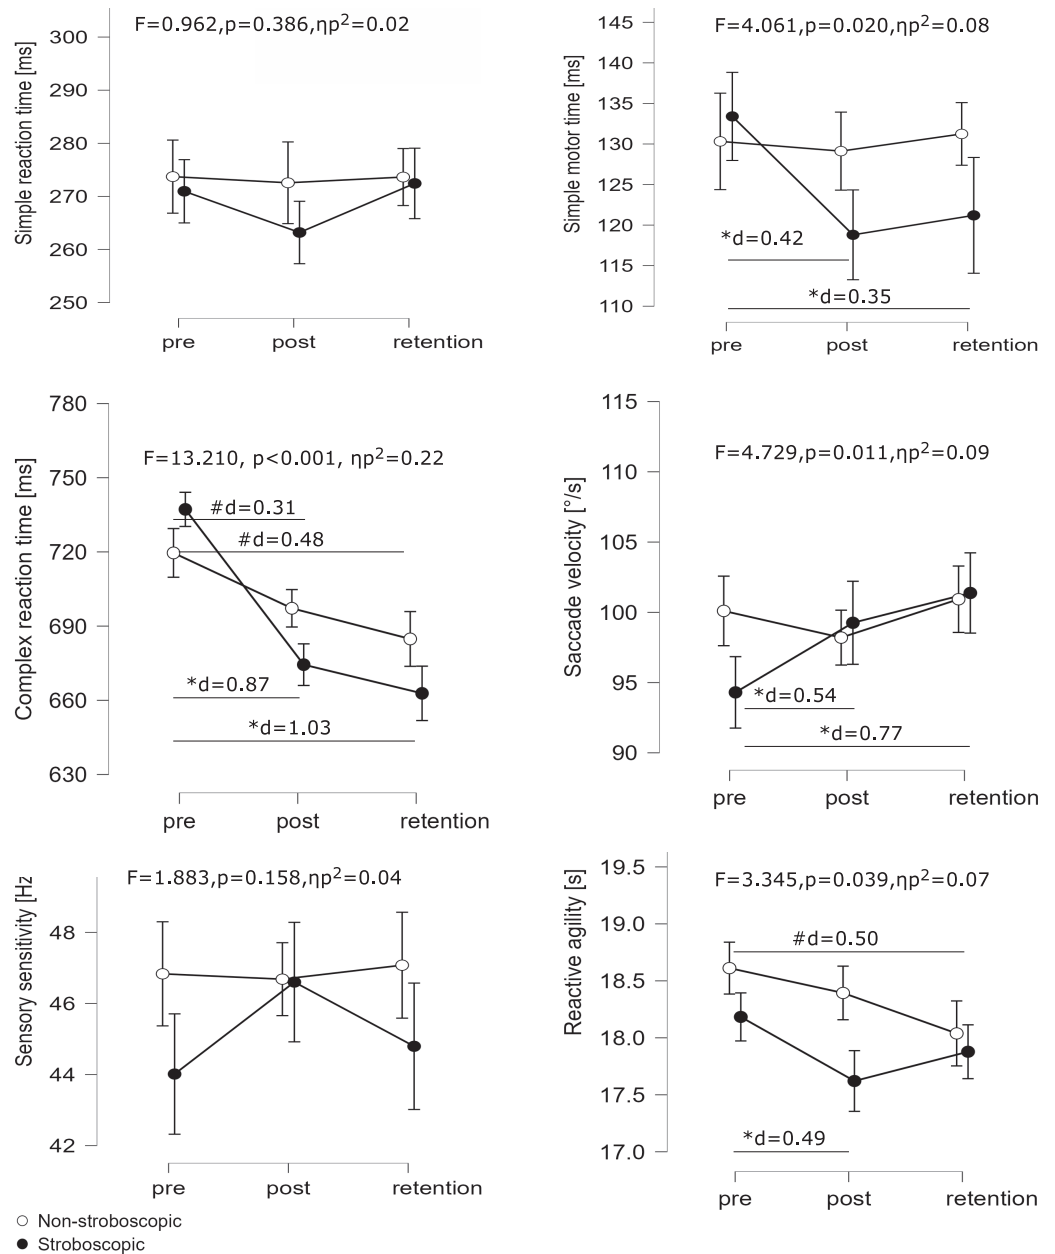 F=0.962,p=0.386,ηp²=0.02
Simple reaction time [ms]
300
290
280
270
260
250
pre post retention
F=4.061,p=0.020,ηp²=0.08
Simple motor time [ms]
145
140
135
130
125
120
115
110
*d=0.42
*d=0.35
pre post retention
F=13.210, p<0.001, ηp²=0.22
Complex reaction time [ms]
780
750
720
690
660
630
#d=0.31
#d=0.48
*d=0.87
*d=1.03
pre post retention
F=4.729,p=0.011,ηp²=0.09
Saccade velocity [°/s]
115
110
105
100
95
90
*d=0.54
*d=0.77
pre post retention
F=1.883,p=0.158,ηp²=0.04
Sensory sensitivity [Hz
48
46
44
42
pre post retention
F=3.345,p=0.039,ηp²=0.07
Reactive agility [s]
19.5
19.0
18.5
18.0
17.5
17.0
#d=0.50
*d=0.49
pre post retention
Non-stroboscopic
Stroboscopic